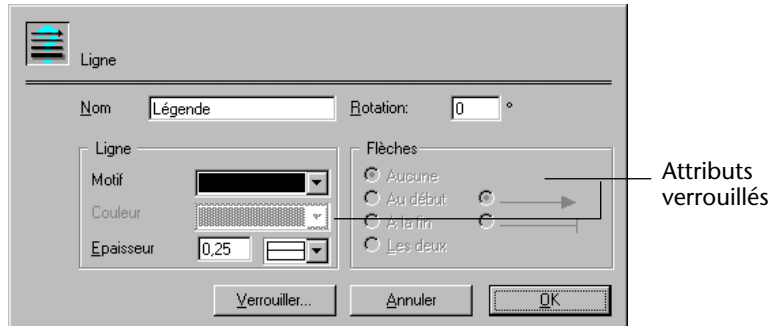 Ligne
Nom Légende Rotation: 0 °
Ligne
Motif
Couleur
Epaisseur 0,25
Flèches
Aucune
Au début
A la fin
Les deux
Attributs
verrouillés
Verrouiller... Annuler OK